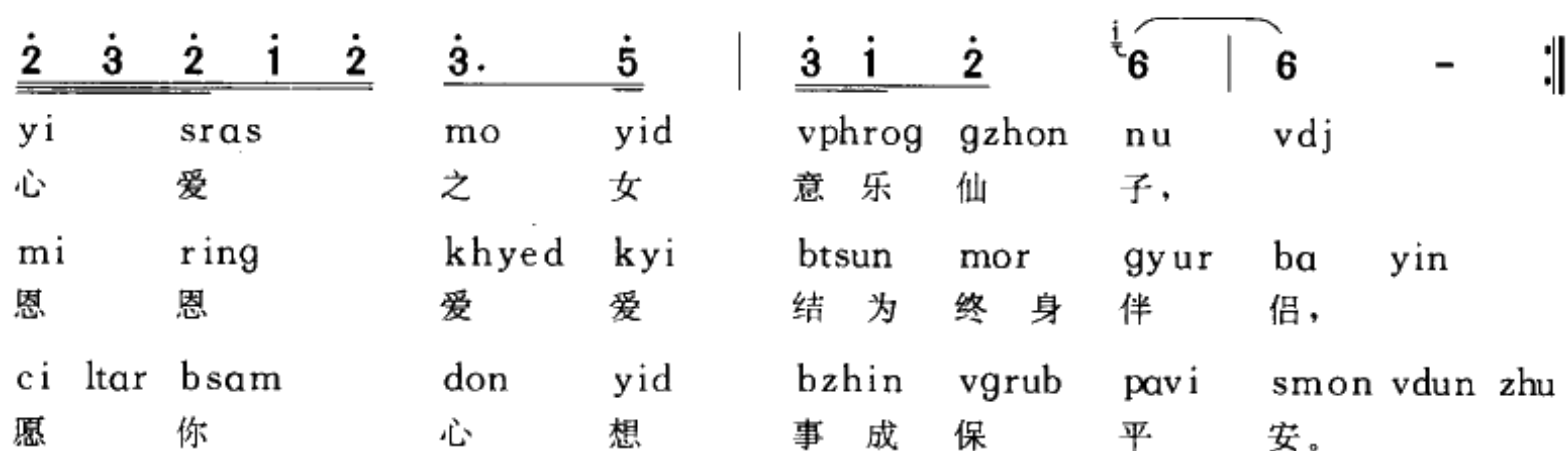 2̇ 3̇ 2̇ 1̇ 2̇ 3̇. 5̇ | 3̇ 1̇ 2̇ i6 | 6 - :‖
yi sras mo yid vphrog gzhon nu vdj
心 爱 之 女 意 乐 仙 子，
mi ring khyed kyi btsun mor gyur ba yin
恩 恩 爱 爱 结 为 终 身 伴 侣，
ci ltar bsam don yid bzhin vgrub pavi smon vdun zhu
愿 你 心 想 事 成 保 平 安。